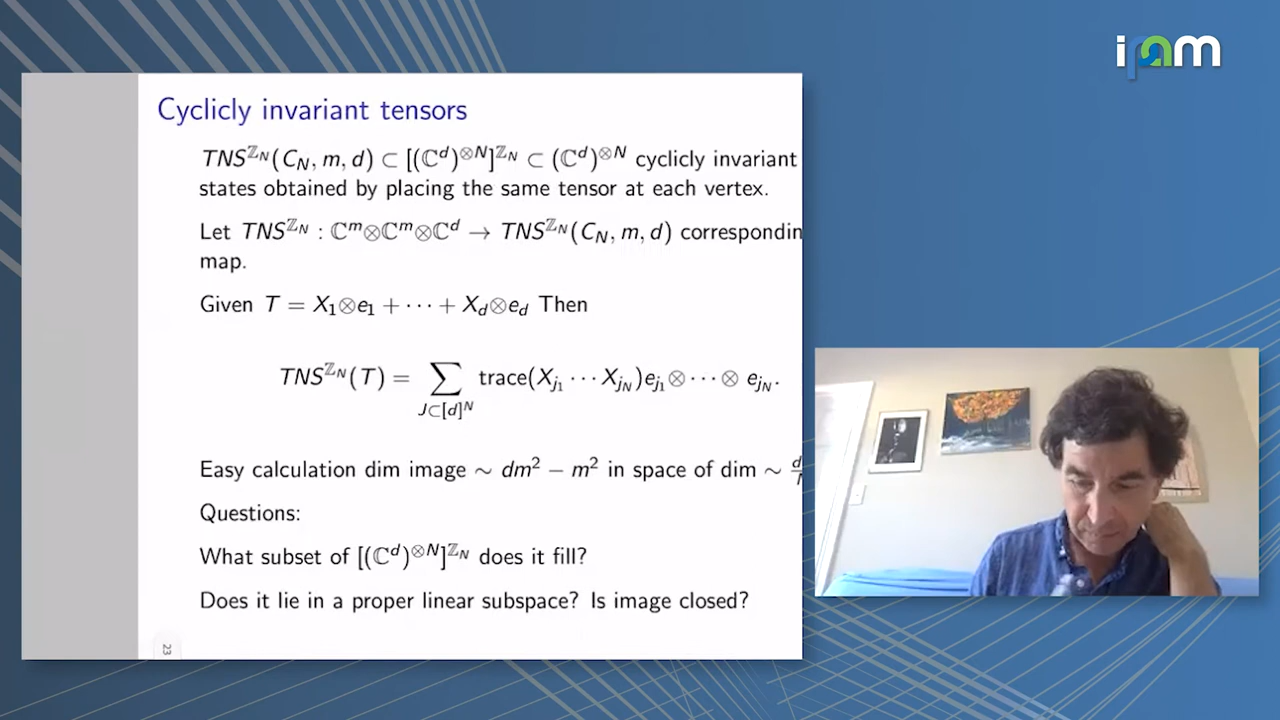 ipam
Cyclicly invariant tensors
TNS^{ℤ_N}(C_N, m, d) ⊂ [(ℂ^d)^{⊗N}]^{ℤ_N} ⊂ (ℂ^d)^{⊗N} cyclicly invariant
states obtained by placing the same tensor at each vertex.
Let TNS^{ℤ_N} : ℂ^m⊗ℂ^m⊗ℂ^d → TNS^{ℤ_N}(C_N, m, d) correspondin
map.
Given T = X_1⊗e_1 + ⋯ + X_d⊗e_d Then
TNS^{ℤ_N}(T) = ∑_{J⊂[d]^N} trace(X_{j_1} ⋯ X_{j_N})e_{j_1}⊗ ⋯ ⊗ e_{j_N}.
Easy calculation dim image ∼ dm^2 − m^2 in space of dim ∼
Questions:
What subset of [(ℂ^d)^{⊗N}]^{ℤ_N} does it fill?
Does it lie in a proper linear subspace? Is image closed?
23